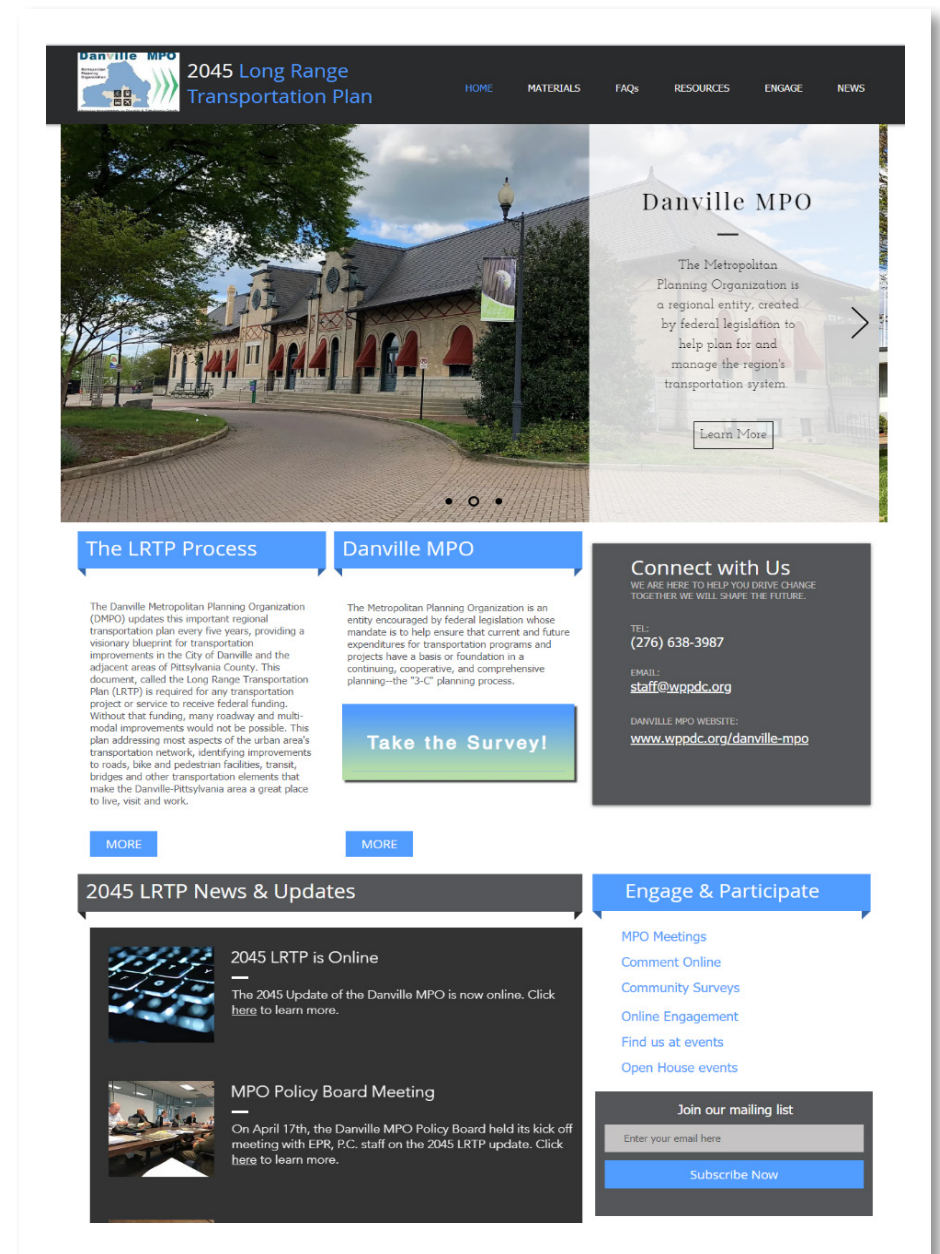 Danville MPO
Metropolitan
Planning
Organization
2045 Long Range
Transportation Plan
HOME
MATERIALS
FAQs
RESOURCES
ENGAGE
NEWS
Danville MPO
The Metropolitan
Planning Organization is
a regional entity, created
by federal legislation to
help plan for and
manage the region's
transportation system.
Learn More
The LRTP Process
The Danville Metropolitan Planning Organization
(DMPO) updates this important regional
transportation plan every five years, providing a
visionary blueprint for transportation
improvements in the City of Danville and the
adjacent areas of Pittsylvania County. This
document, called the Long Range Transportation
Plan (LRTP) is required for any transportation
project or service to receive federal funding.
Without that funding, many roadway and multi-
modal improvements would not be possible. This
plan addressing most aspects of the urban area's
transportation network, identifying improvements
to roads, bike and pedestrian facilities, transit,
bridges and other transportation elements that
make the Danville-Pittsylvania area a great place
to live, visit and work.
MORE
Danville MPO
The Metropolitan Planning Organization is an
entity encouraged by federal legislation whose
mandate is to help ensure that current and future
expenditures for transportation programs and
projects have a basis or foundation in a
continuing, cooperative, and comprehensive
planning--the "3-C" planning process.
Take the Survey!
MORE
Connect with Us
WE ARE HERE TO HELP YOU DRIVE CHANGE
TOGETHER WE WILL SHAPE THE FUTURE.
TEL:
(276) 638-3987
EMAIL:
staff@wppdc.org
DANVILLE MPO WEBSITE:
www.wppdc.org/danville-mpo
2045 LRTP News & Updates
2045 LRTP is Online
The 2045 Update of the Danville MPO is now online. Click
here to learn more.
MPO Policy Board Meeting
On April 17th, the Danville MPO Policy Board held its kick off
meeting with EPR, P.C. staff on the 2045 LRTP update. Click
here to learn more.
Engage & Participate
MPO Meetings
Comment Online
Community Surveys
Online Engagement
Find us at events
Open House events
Join our mailing list
Enter your email here
Subscribe Now